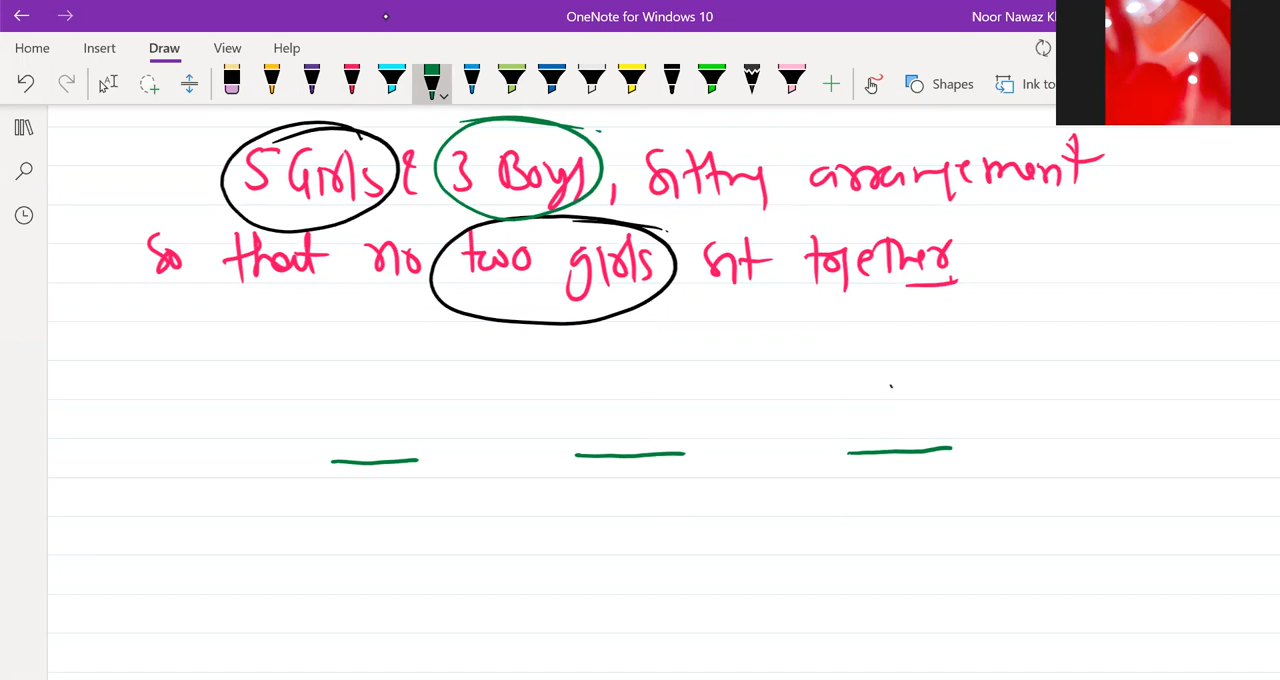 OneNote for Windows 10
Noor Nawaz Kh
Home Insert Draw View Help
Shapes Ink to
5 Girls & 3 Boys, sitting arrangement
so that no two girls sit together